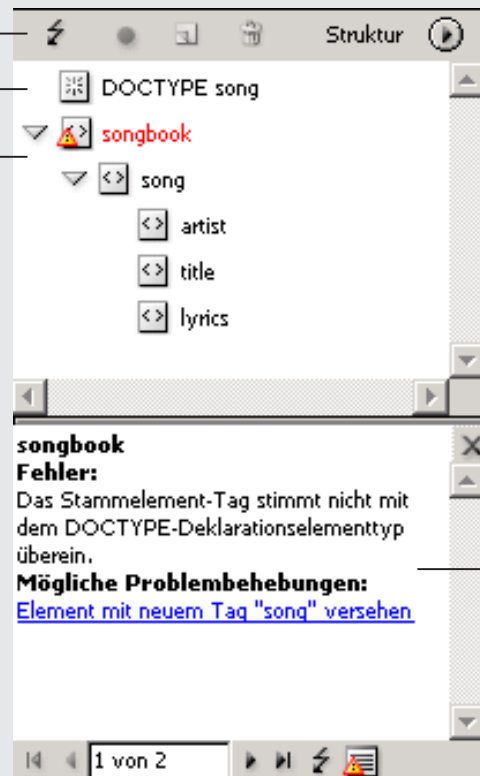 Struktur
DOCTYPE song
songbook
song
artist
title
lyrics
songbook
Fehler:
Das Stammelement-Tag stimmt nicht mit
dem DOCTYPE-Deklarationselementtyp
überein.
Mögliche Problembehebungen:
Element mit neuem Tag "song" versehen
1 von 2